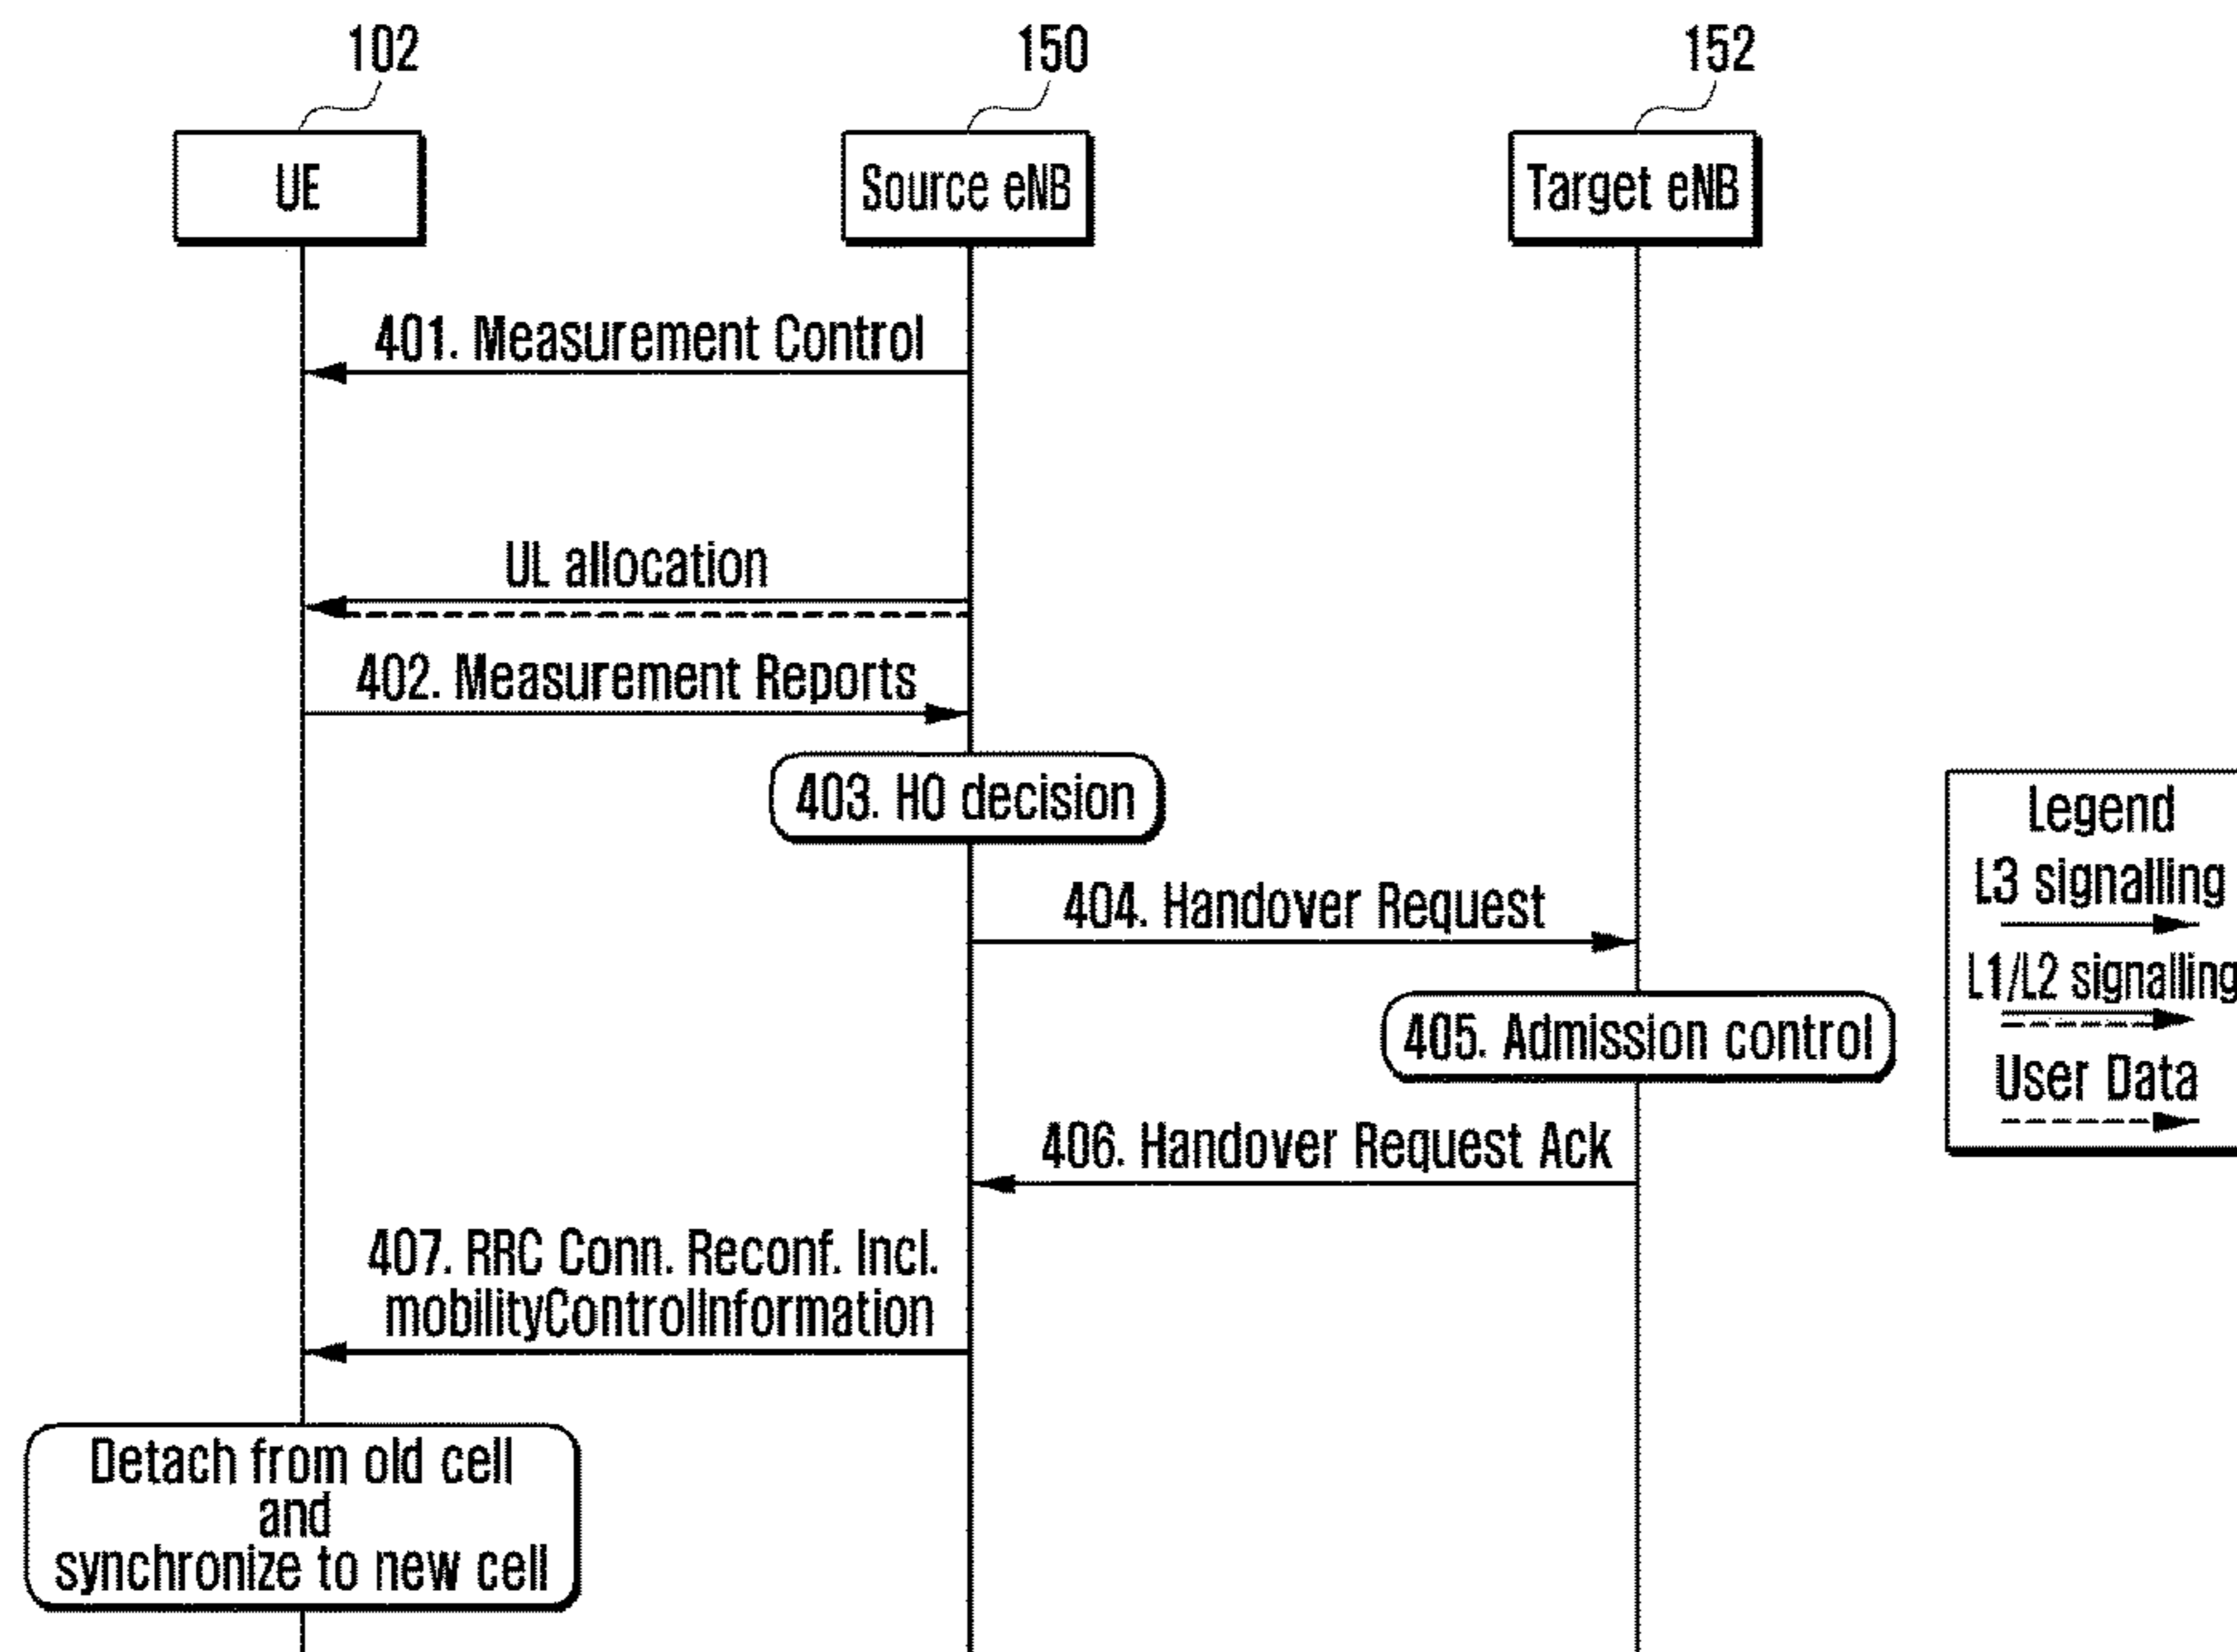 102
150
152
UE
Source eNB
Target eNB
401. Measurement Control
UL allocation
402. Measurement Reports
403. HO decision
404. Handover Request
405. Admission control
406. Handover Request Ack
407. RRC Conn. Reconf. Incl.
mobilityControlInformation
Detach from old cell
and
synchronize to new cell
Legend
L3 signalling
L1/L2 signalling
User Data